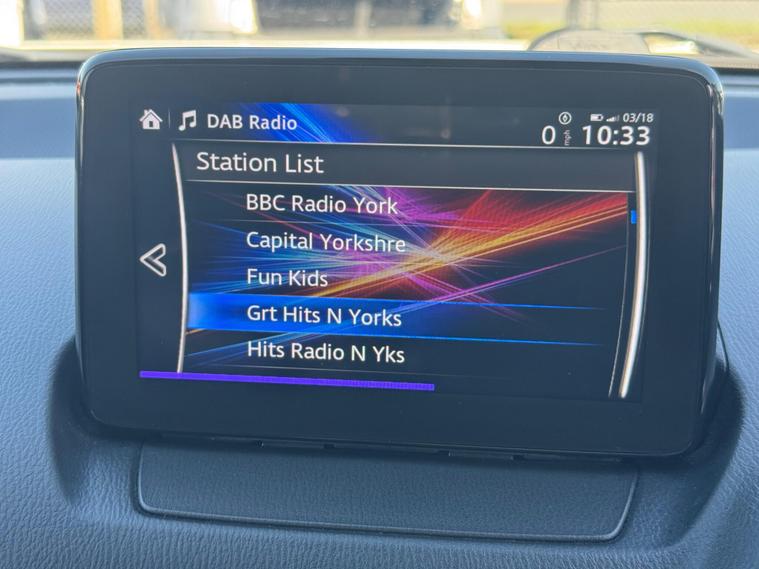 DAB Radio
03/18
0 mph 10:33
Station List
BBC Radio York
Capital Yorkshre
Fun Kids
Grt Hits N Yorks
Hits Radio N Yks